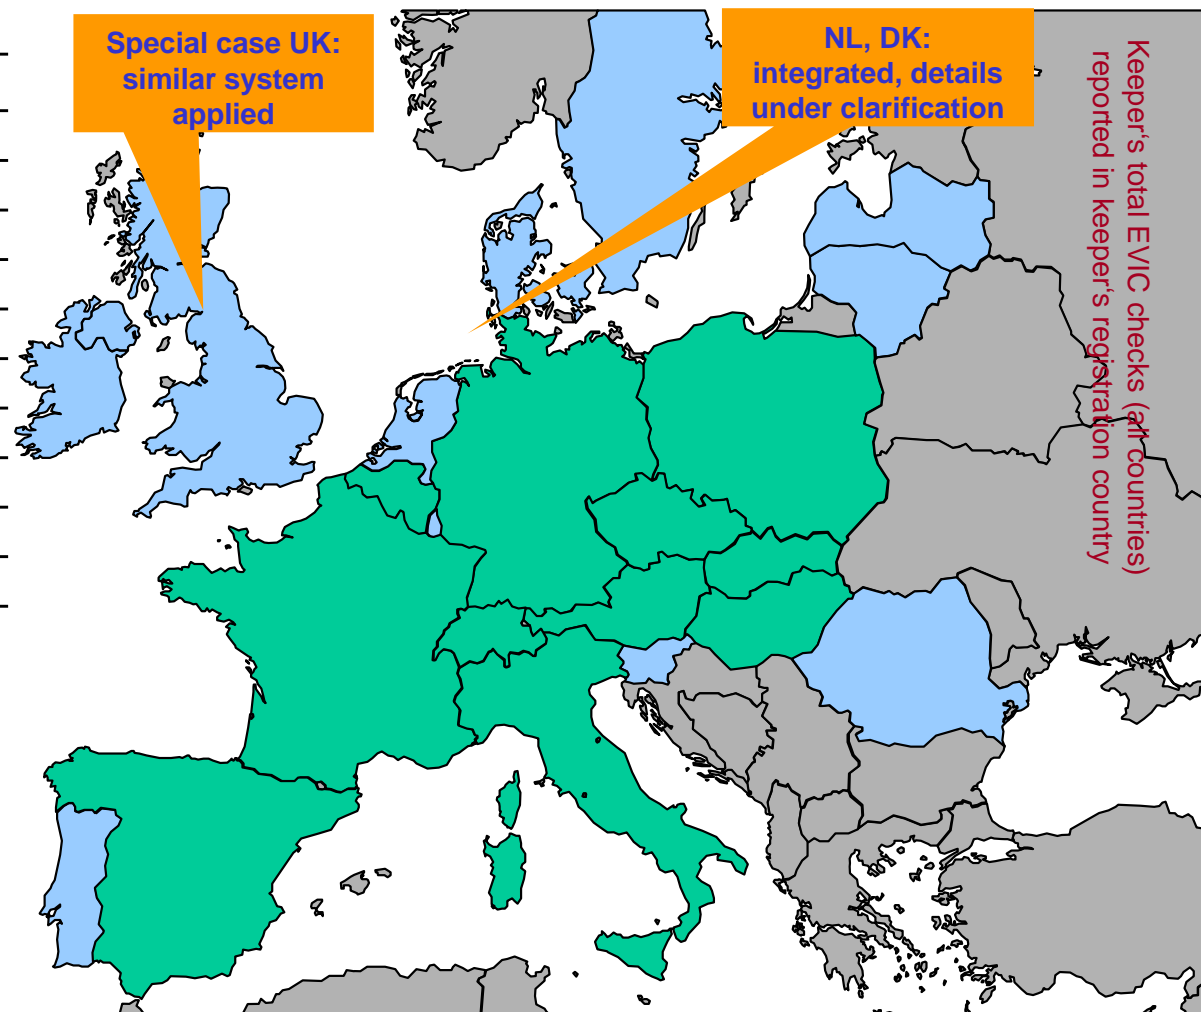 Special case UK:
similar system
applied
NL, DK:
integrated, details
under clarification
Keeper‘s total EVIC checks (all countries)
reported in keeper‘s registration country